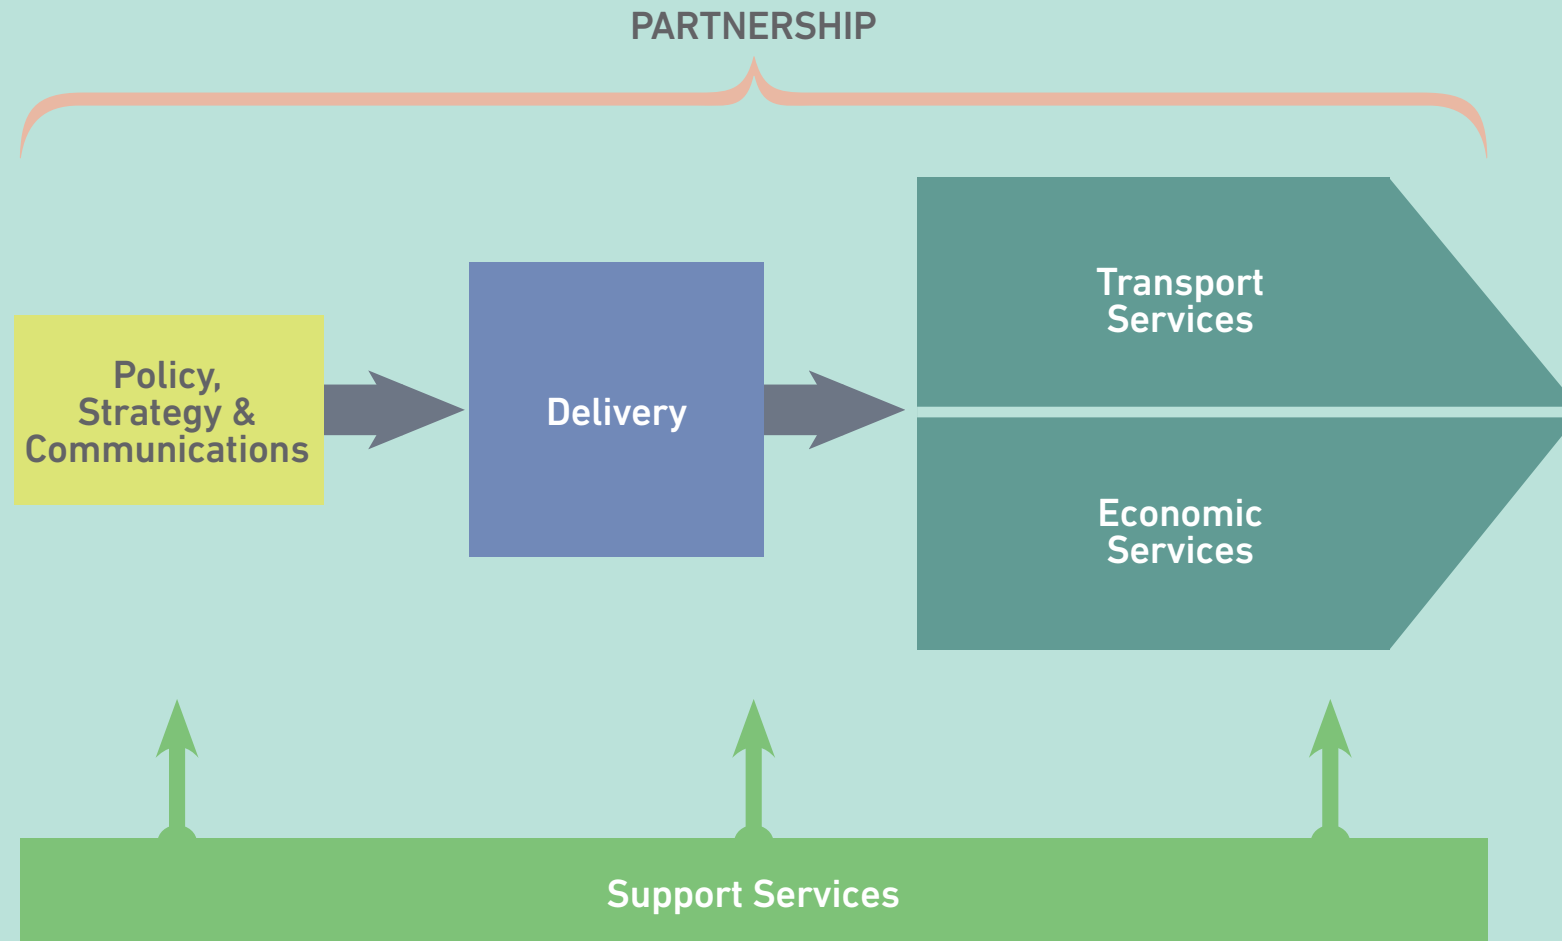 PARTNERSHIP
Policy,
Strategy &
Communications
Delivery
Transport
Services
Economic
Services
Support Services